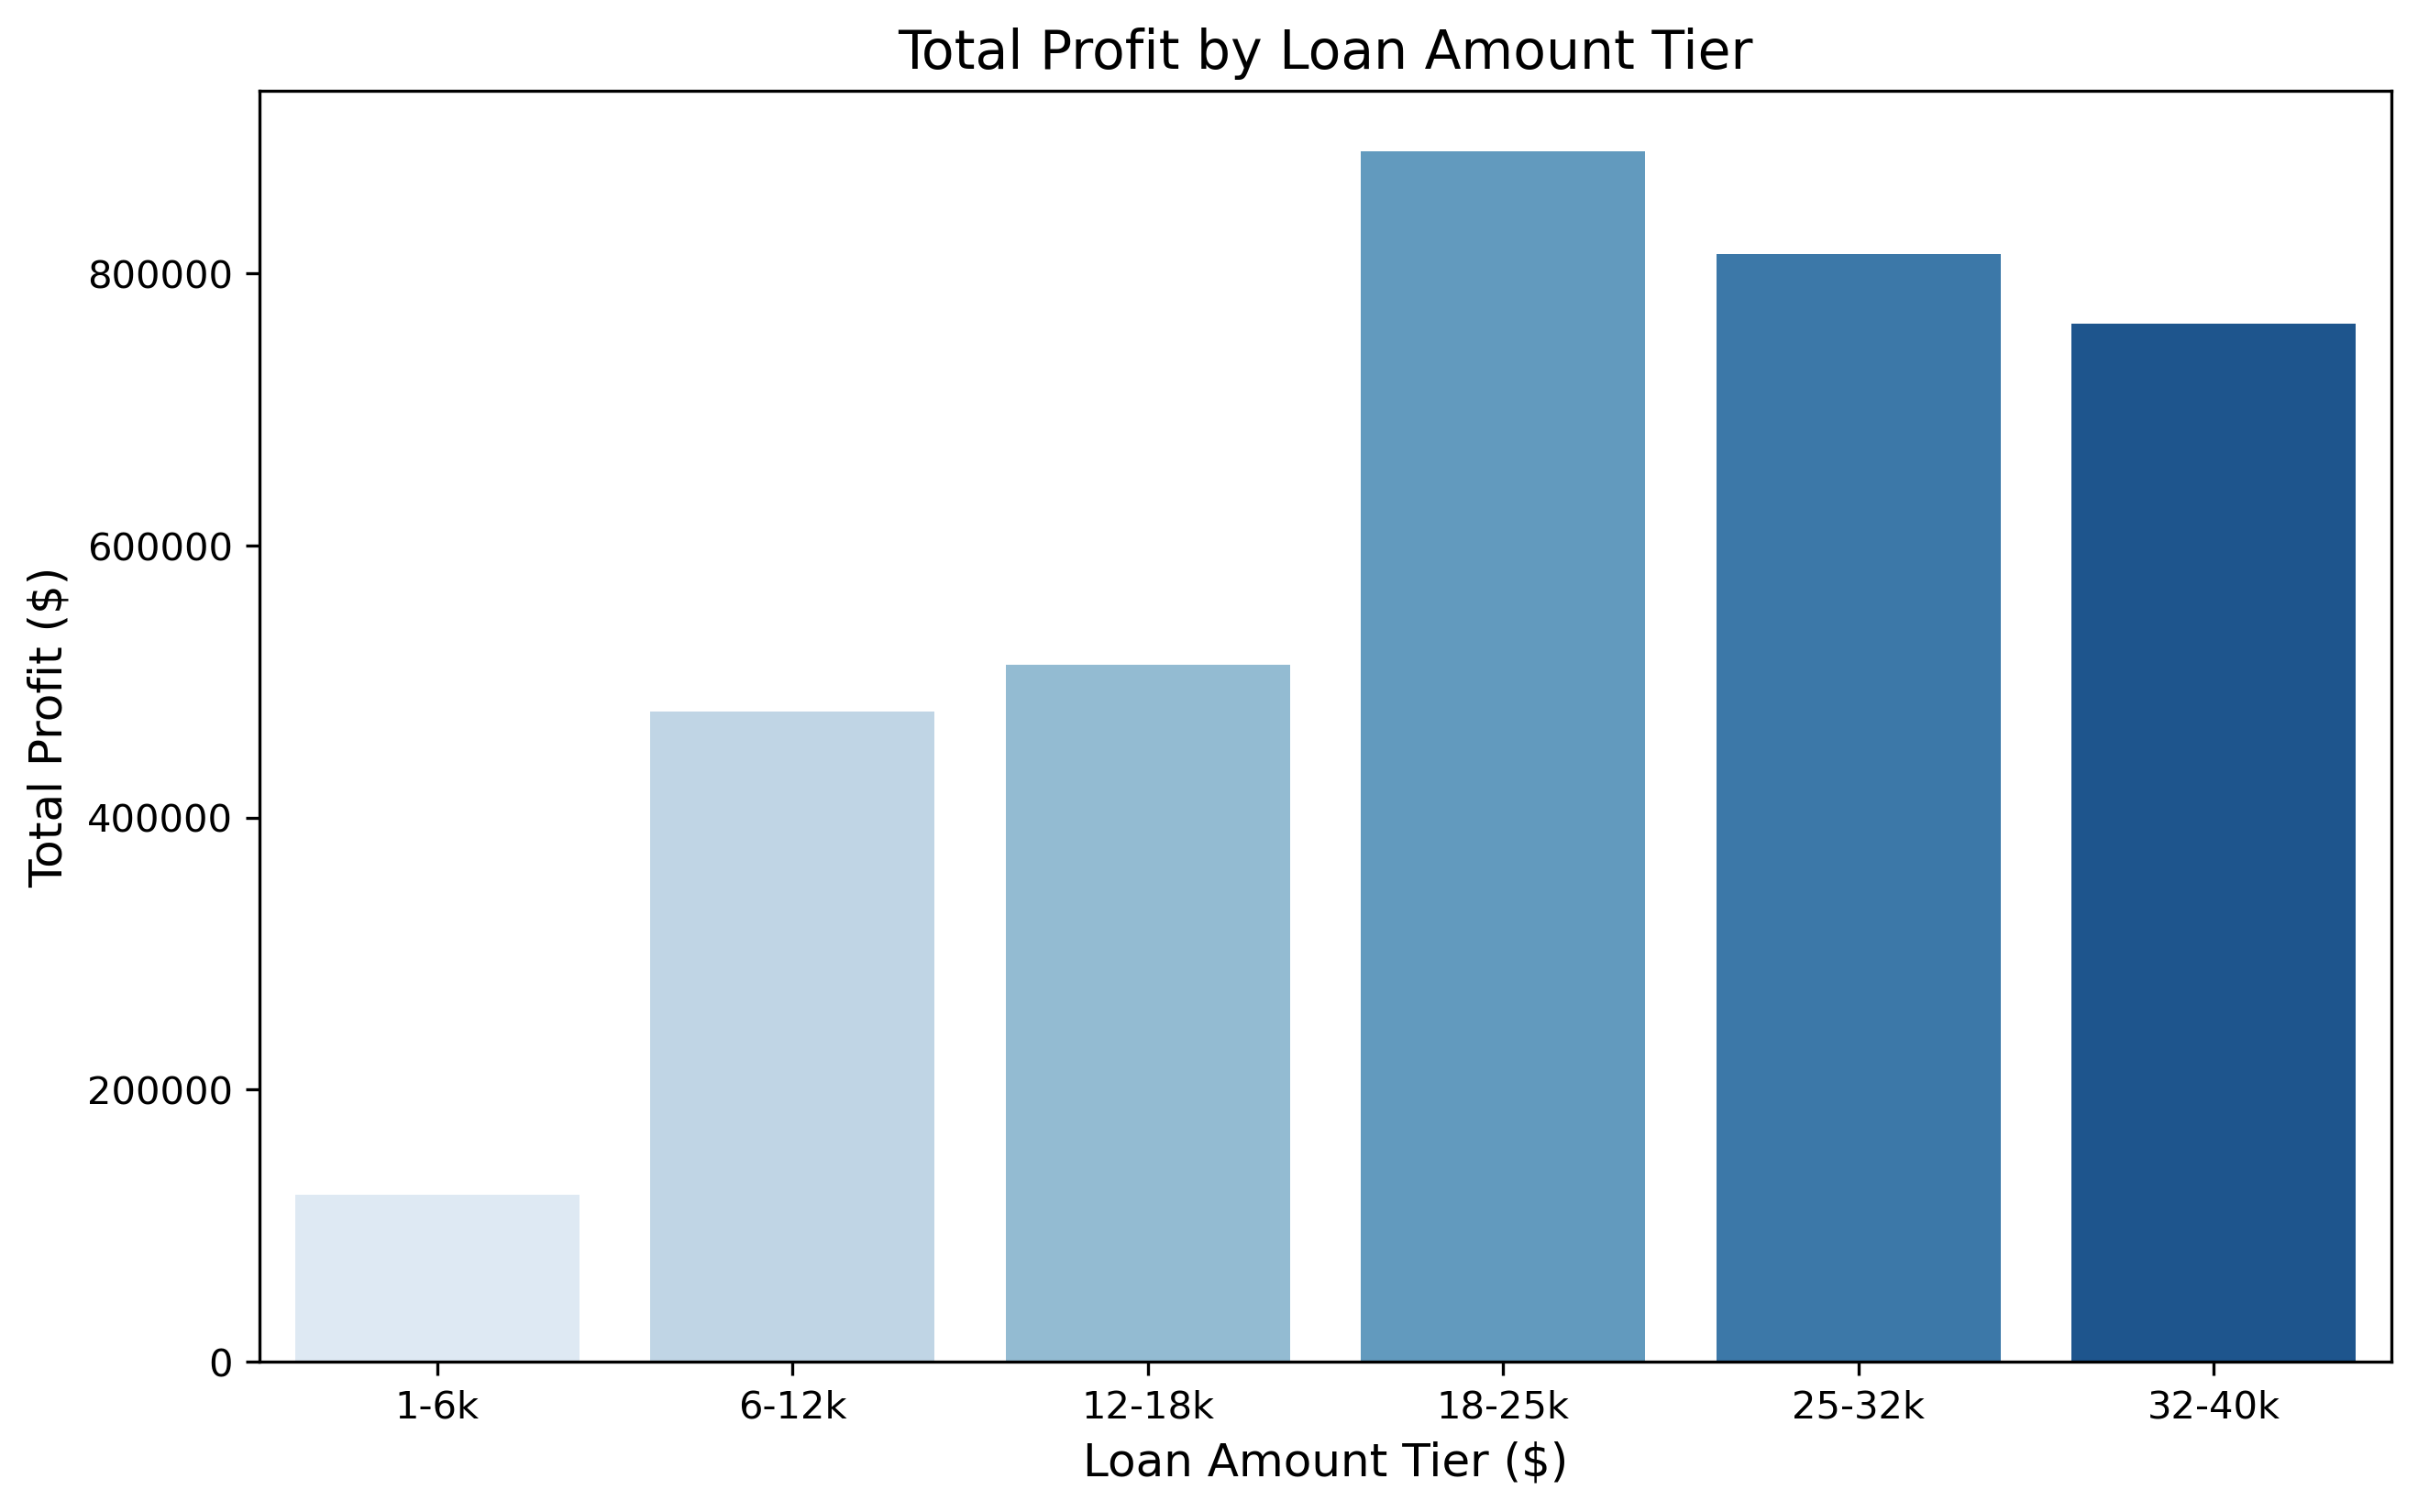 Total Profit by Loan Amount Tier
Total Profit ($)
800000
600000
400000
200000
0
1-6k 6-12k 12-18k 18-25k 25-32k 32-40k
Loan Amount Tier ($)